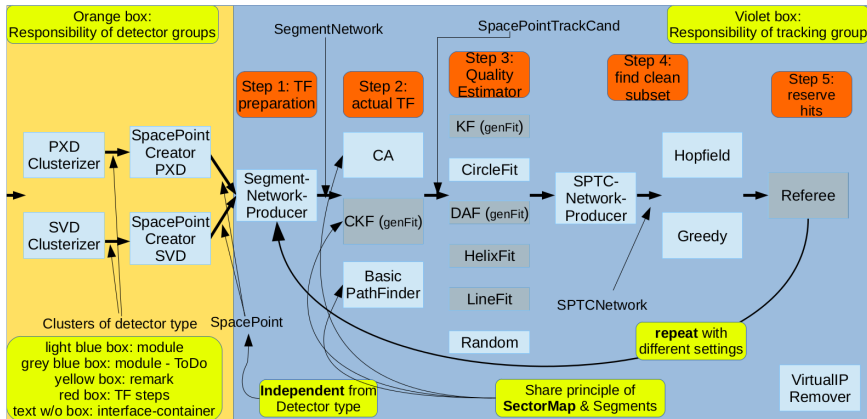 Orange box:
Responsibility of detector groups
SegmentNetwork
SpacePointTrackCand
Violet box:
Responsibility of tracking group
Step 1: TF
preparation
Step 2:
actual TF
Step 3:
Quality
Estimator
Step 4:
find clean
subset
Step 5:
reserve
hits
PXD
Clusterizer
SpacePoint
Creator
PXD
SVD
Clusterizer
SpacePoint
Creator
SVD
Segment-
Network-
Producer
CA
CKF (genFit)
Basic
PathFinder
KF (genFit)
CircleFit
DAF (genFit)
HelixFit
LineFit
Random
SPTC-
Network-
Producer
Hopfield
Greedy
Referee
Clusters of detector type
SpacePoint
SPTCNetwork
light blue box: module
grey blue box: module - ToDo
yellow box: remark
red box: TF steps
text w/o box: interface-container
Independent from
Detector type
Share principle of
SectorMap & Segments
repeat with
different settings
VirtualIP
Remover